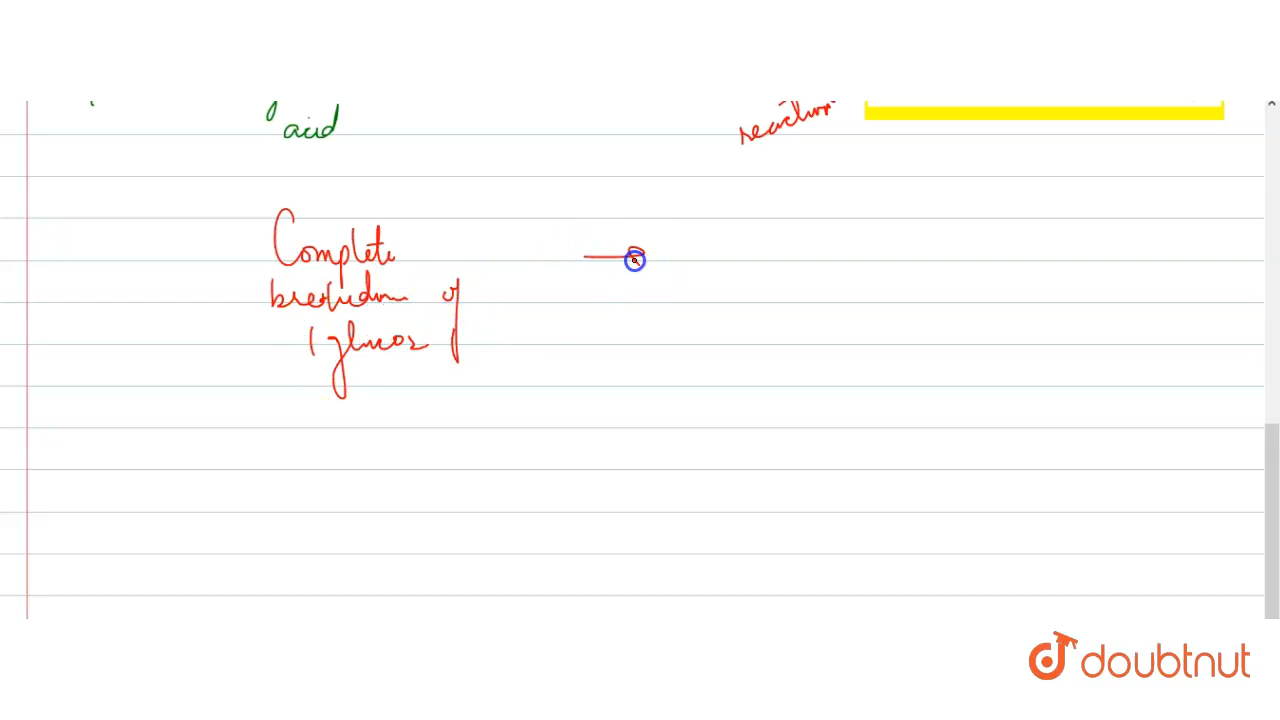 acid
reaction
Complete
breakdown of
1 glucose
doubtnut